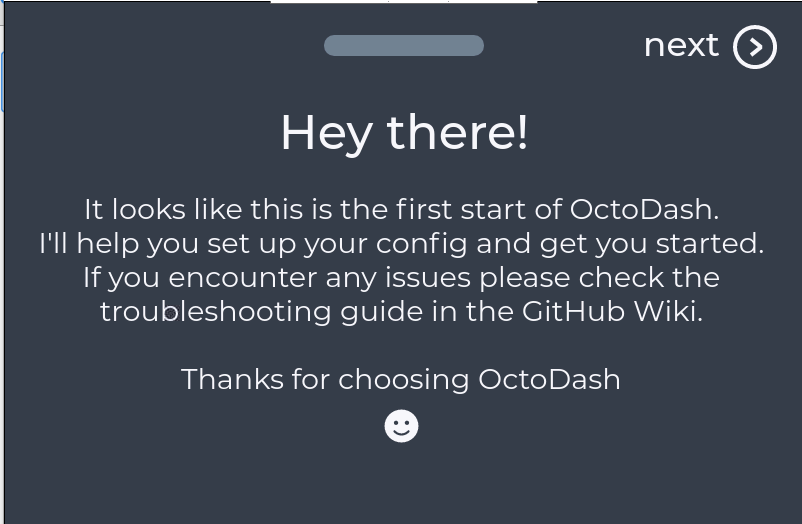 next
Hey there!
It looks like this is the first start of OctoDash.
I'll help you set up your config and get you started.
If you encounter any issues please check the
troubleshooting guide in the GitHub Wiki.
Thanks for choosing OctoDash